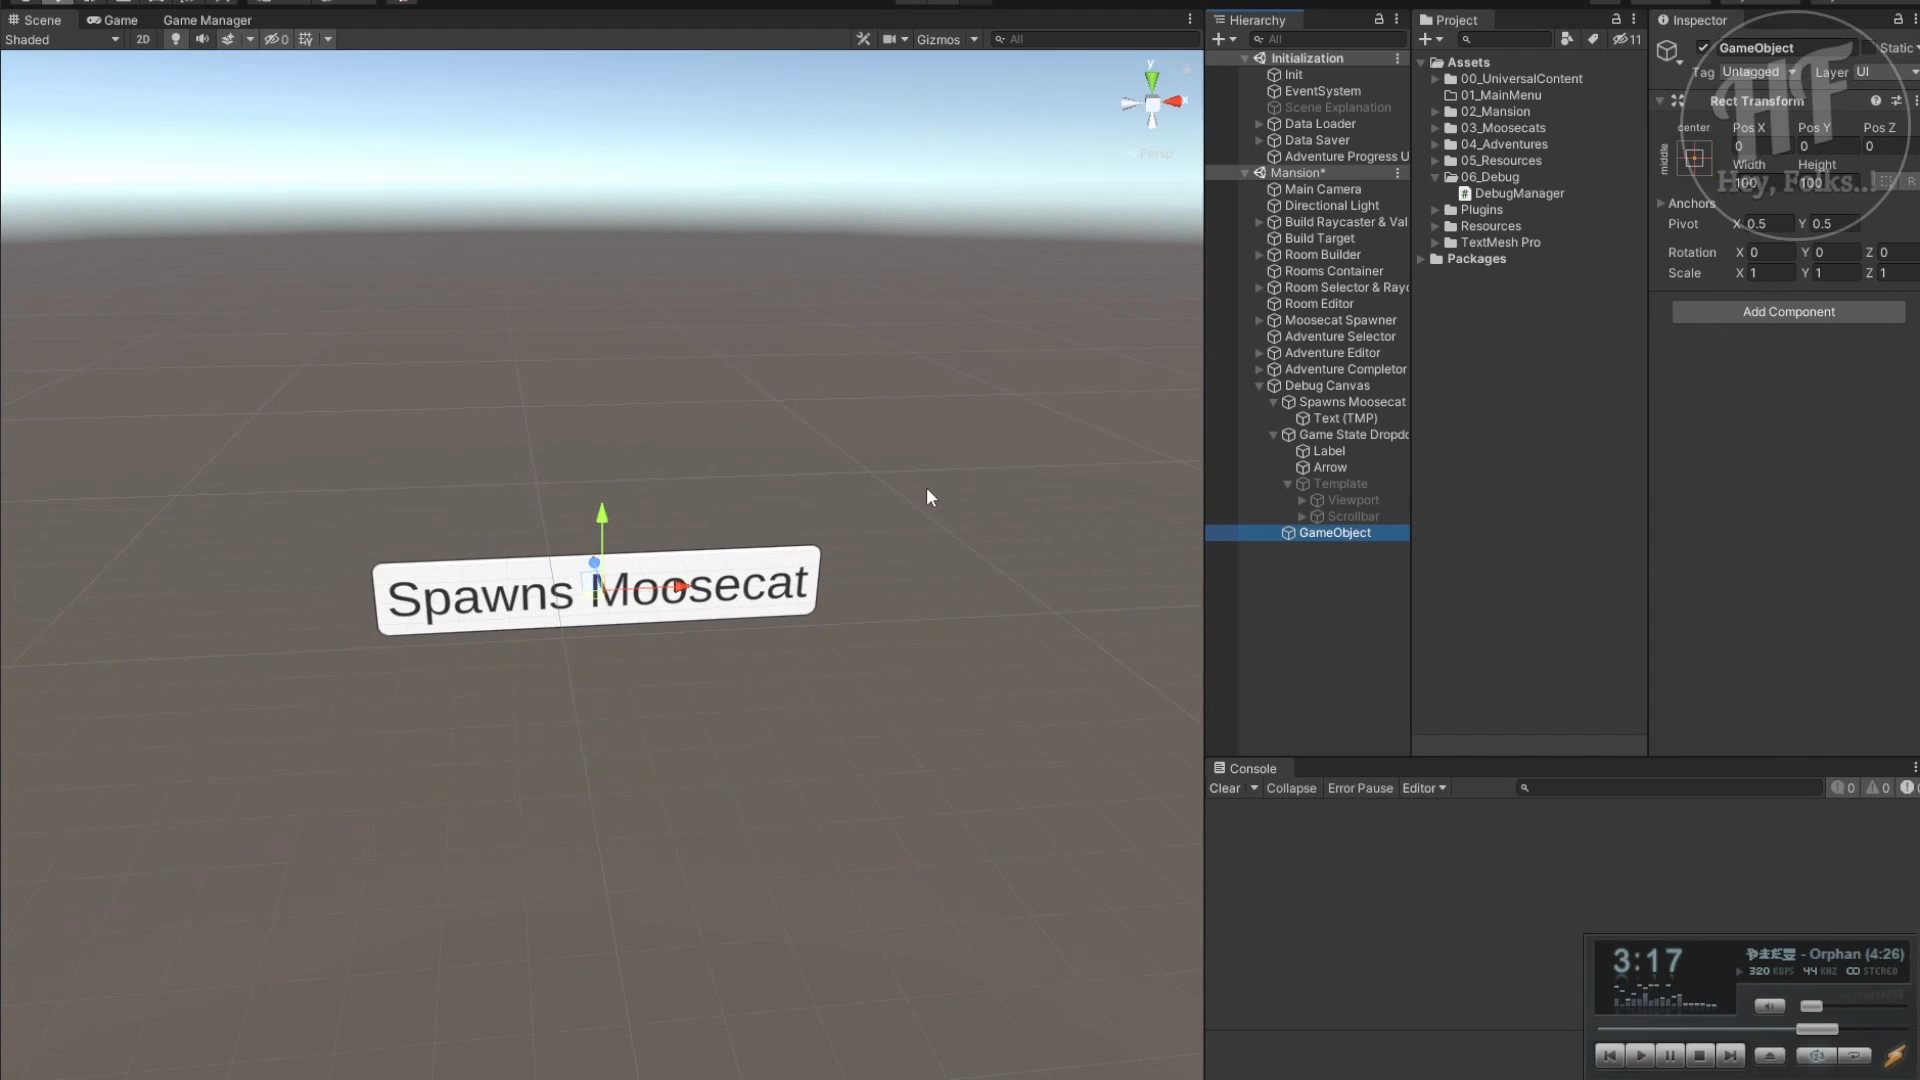 Scene
Game
Game Manager
Shaded
2D
0
Gizmos
All
y
x
Persp
Spawns Moosecat
Hierarchy
All
Initialization
Init
EventSystem
Scene Explanation
Data Loader
Data Saver
Adventure Progress U
Mansion*
Main Camera
Directional Light
Build Raycaster & Val
Build Target
Room Builder
Rooms Container
Room Selector & Rayc
Room Editor
Moosecat Spawner
Adventure Selector
Adventure Editor
Adventure Completor
Debug Canvas
Spawns Moosecat
Text (TMP)
Game State Dropdo
Label
Arrow
Template
Viewport
Scrollbar
GameObject
Project
11
Assets
00_UniversalContent
01_MainMenu
02_Mansion
03_Moosecats
04_Adventures
05_Resources
06_Debug
DebugManager
Plugins
Resources
TextMesh Pro
Packages
Inspector
GameObject
Static
Tag Untagged Layer UI
Rect Transform
center
middle
Pos X Pos Y Pos Z
0 0 0
Width Height
100 100 R
Anchors
Pivot X 0.5 Y 0.5
Rotation X 0 Y 0 Z 0
Scale X 1 Y 1 Z 1
Add Component
HF
Hey, Folks..!
Console
Clear Collapse Error Pause Editor
0 0 0
3:17
- Orphan (4:26)
320 KBPS 44 KHZ STEREO